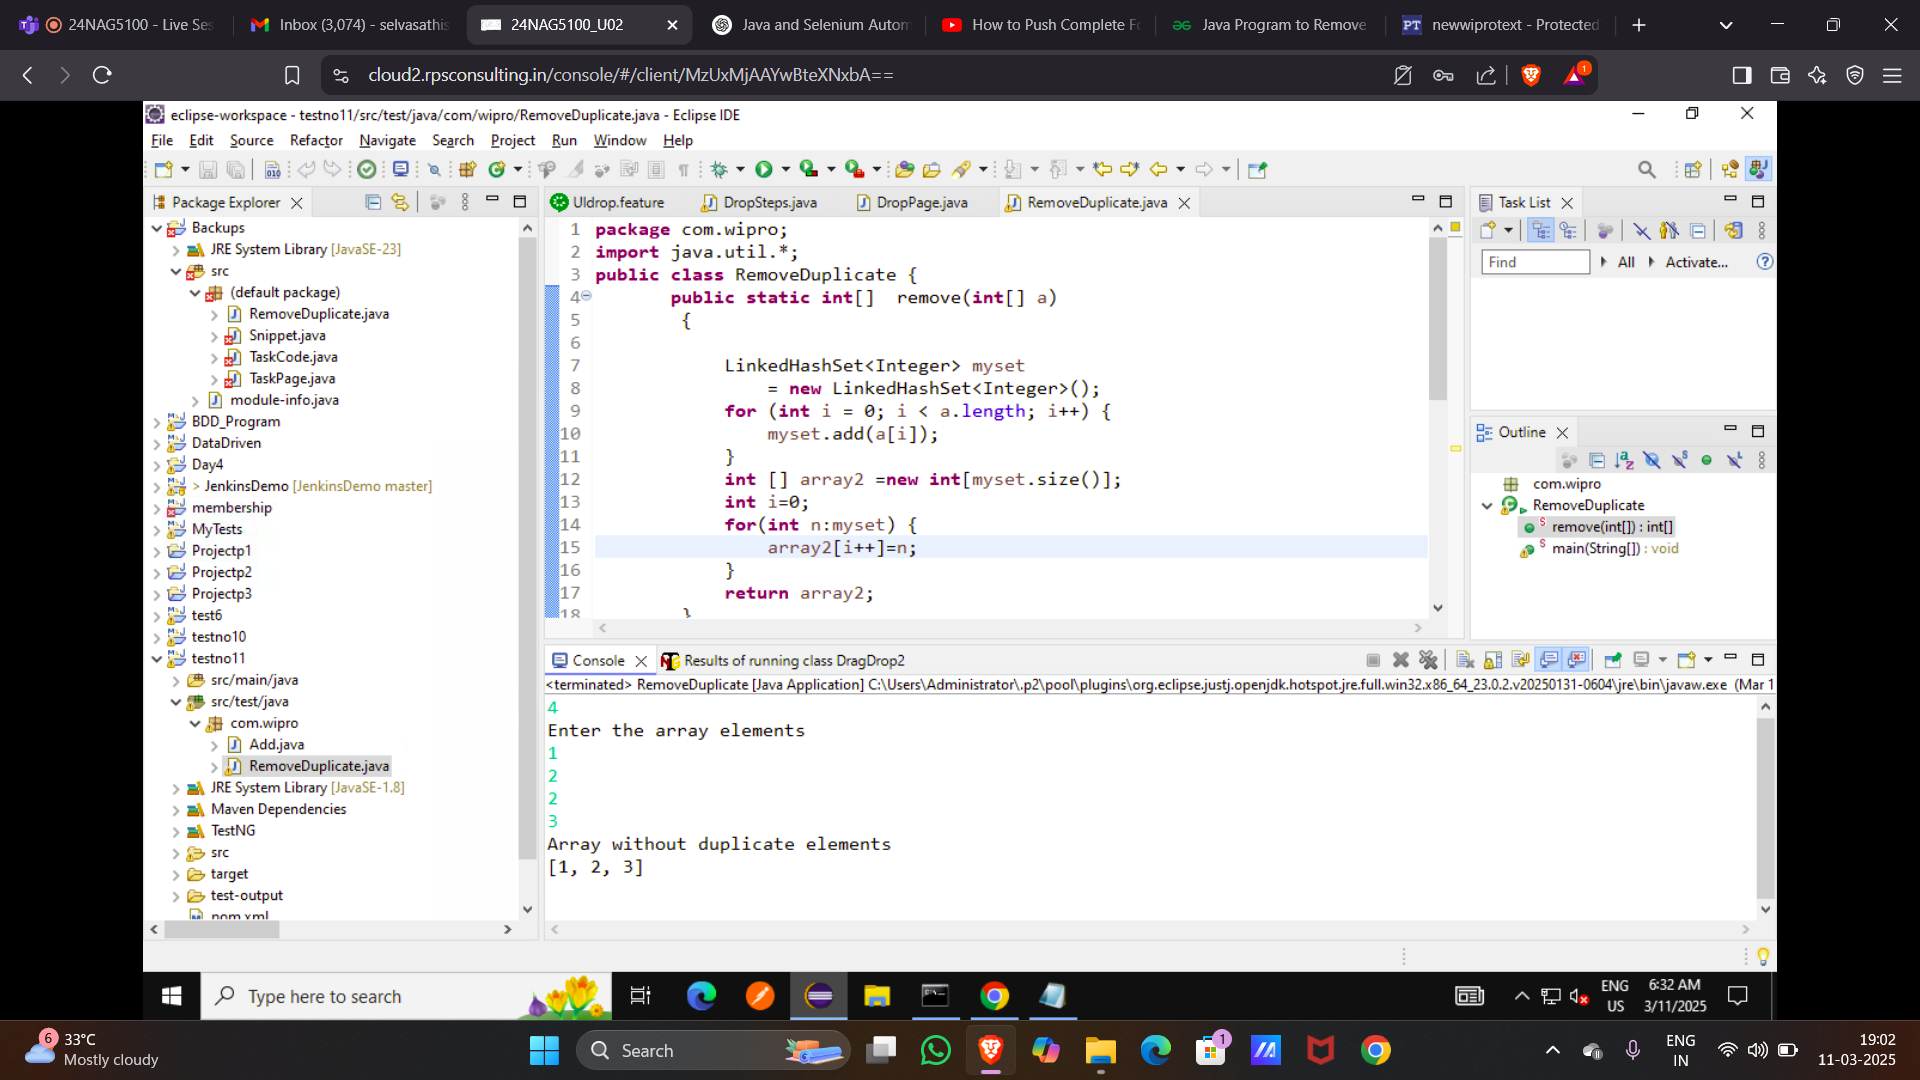 24NAG5100 - Live Ses
Inbox (3,074) - selvasathis
24NAG5100_U02
Java and Selenium Autom
How to Push Complete Fo
Java Program to Remove
newwiprotext - Protected
cloud2.rpsconsulting.in/console/#/client/MzUxMjAAYwBteXNxbA==
1
eclipse-workspace - testno11/src/test/java/com/wipro/RemoveDuplicate.java - Eclipse IDE
File Edit Source Refactor Navigate Search Project Run Window Help
Package Explorer
Backups
JRE System Library [JavaSE-23]
src
(default package)
RemoveDuplicate.java
Snippet.java
TaskCode.java
TaskPage.java
module-info.java
BDD_Program
DataDriven
Day4
> JenkinsDemo [JenkinsDemo master]
membership
MyTests
Projectp1
Projectp2
Projectp3
test6
testno10
testno11
src/main/java
src/test/java
com.wipro
Add.java
RemoveDuplicate.java
JRE System Library [JavaSE-1.8]
Maven Dependencies
TestNG
src
target
test-output
pom.xml
UIdrop.feature
DropSteps.java
DropPage.java
RemoveDuplicate.java
1 package com.wipro;
2 import java.util.*;
3 public class RemoveDuplicate {
4 public static int[] remove(int[] a)
5 {
6
7 LinkedHashSet<Integer> myset
8 = new LinkedHashSet<Integer>();
9 for (int i = 0; i < a.length; i++) {
10 myset.add(a[i]);
11 }
12 int [] array2 =new int[myset.size()];
13 int i=0;
14 for(int n:myset) {
15 array2[i++]=n;
16 }
17 return array2;
18 }
Task List
Find
All
Activate...
Outline
com.wipro
RemoveDuplicate
remove(int[]) : int[]
main(String[]) : void
Console
Results of running class DragDrop2
<terminated> RemoveDuplicate [Java Application] C:\Users\Administrator\.p2\pool\plugins\org.eclipse.justj.openjdk.hotspot.jre.full.win32.x86_64_23.0.2.v20250131-0604\jre\bin\javaw.exe (Mar 1
4
Enter the array elements
1
2
2
3
Array without duplicate elements
[1, 2, 3]
Type here to search
ENG
US
6:32 AM
3/11/2025
6
33°C
Mostly cloudy
Search
1
ENG
IN
19:02
11-03-2025